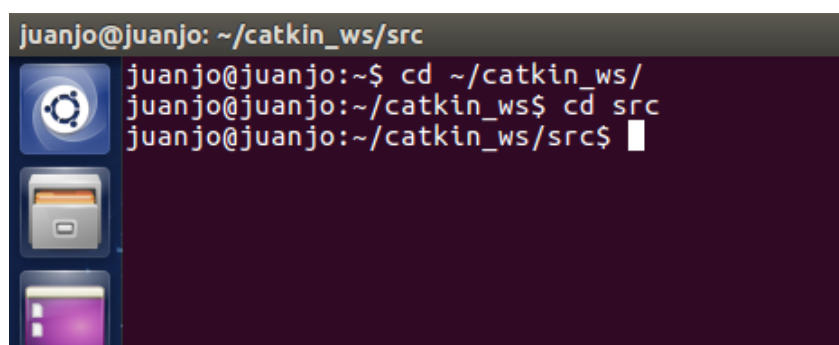 juanjo@juanjo: ~/catkin_ws/src
juanjo@juanjo:~$ cd ~/catkin_ws/
juanjo@juanjo:~/catkin_ws$ cd src
juanjo@juanjo:~/catkin_ws/src$